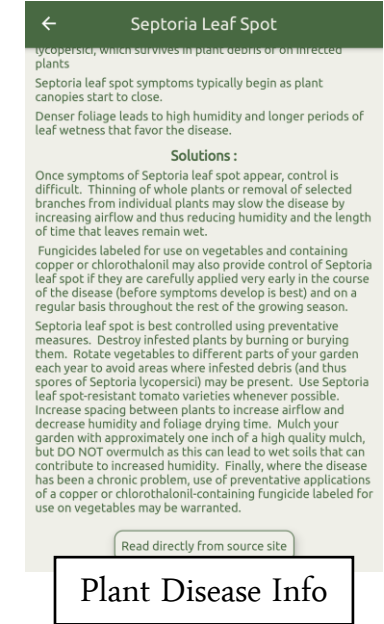 Septoria Leaf Spot
lycopersici, which survives in plant debris or on infected
plants
Septoria leaf spot symptoms typically begin as plant
canopies start to close.
Denser foliage leads to high humidity and longer periods of
leaf wetness that favor the disease.
Solutions :
Once symptoms of Septoria leaf spot appear, control is
difficult.  Thinning of whole plants or removal of selected
branches from individual plants may slow the disease by
increasing airflow and thus reducing humidity and the length
of time that leaves remain wet.
Fungicides labeled for use on vegetables and containing
copper or chlorothalonil may also provide control of Septoria
leaf spot if they are carefully applied very early in the course
of the disease (before symptoms develop is best) and on a
regular basis throughout the rest of the growing season.
Septoria leaf spot is best controlled using preventative
measures.  Destroy infested plants by burning or burying
them.  Rotate vegetables to different parts of your garden
each year to avoid areas where infested debris (and thus
spores of Septoria lycopersici) may be present.  Use Septoria
leaf spot-resistant tomato varieties whenever possible.
Increase spacing between plants to increase airflow and
decrease humidity and foliage drying time.  Mulch your
garden with approximately one inch of a high quality mulch,
but DO NOT overmulch as this can lead to wet soils that can
contribute to increased humidity.  Finally, where the disease
has been a chronic problem, use of preventative applications
of a copper or chlorothalonil-containing fungicide labeled for
use on vegetables may be warranted.
Read directly from source site
Plant Disease Info